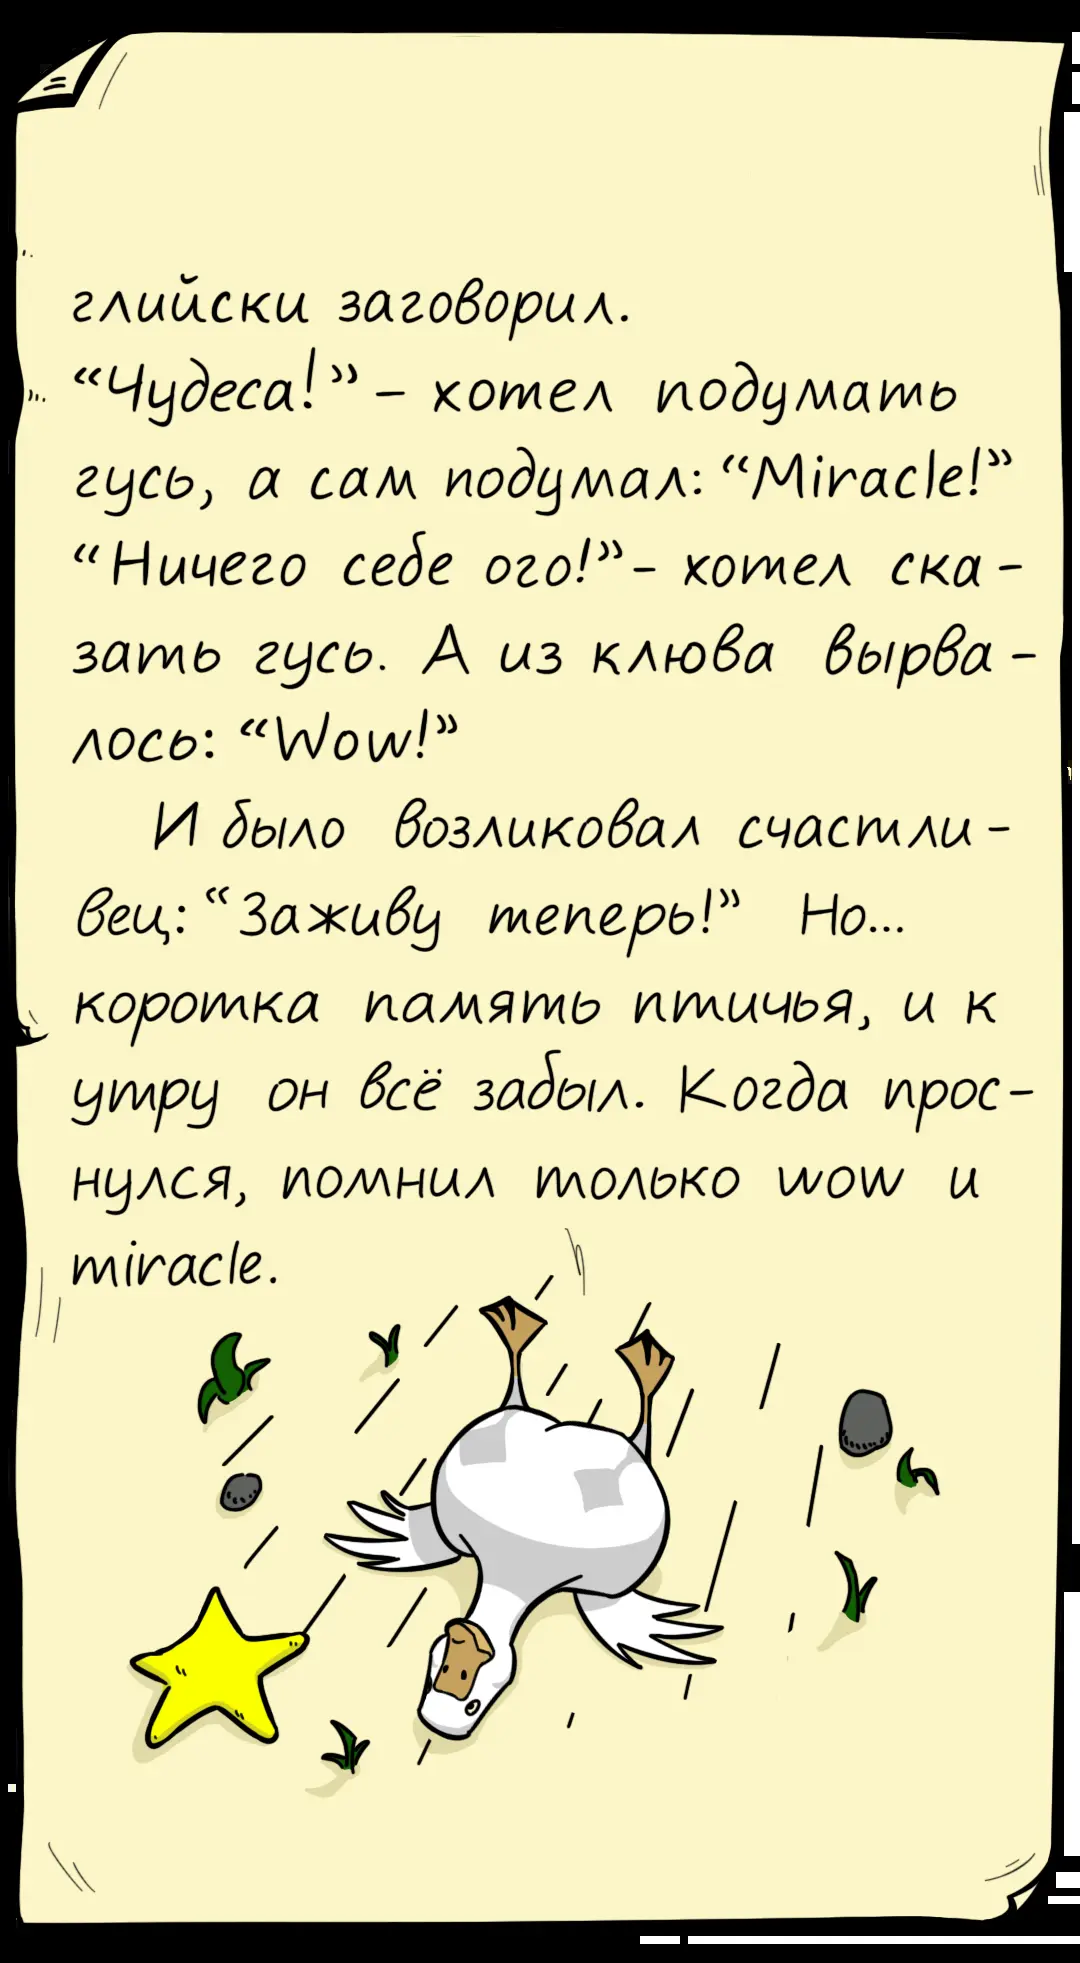 глийски заговорил.
“Чудеса!” – хотел подумать
гусь, а сам подумал: “Miracle!”
“Ничего себе ого!” – хотел ска-
зать гусь. А из клюва вырва-
лось: “Wow!”
И было возликовал счастли-
вец: “Заживу теперь!” Но...
коротка память птичья, и к
утру он всё забыл. Когда прос-
нулся, помнил только wow и
miracle.